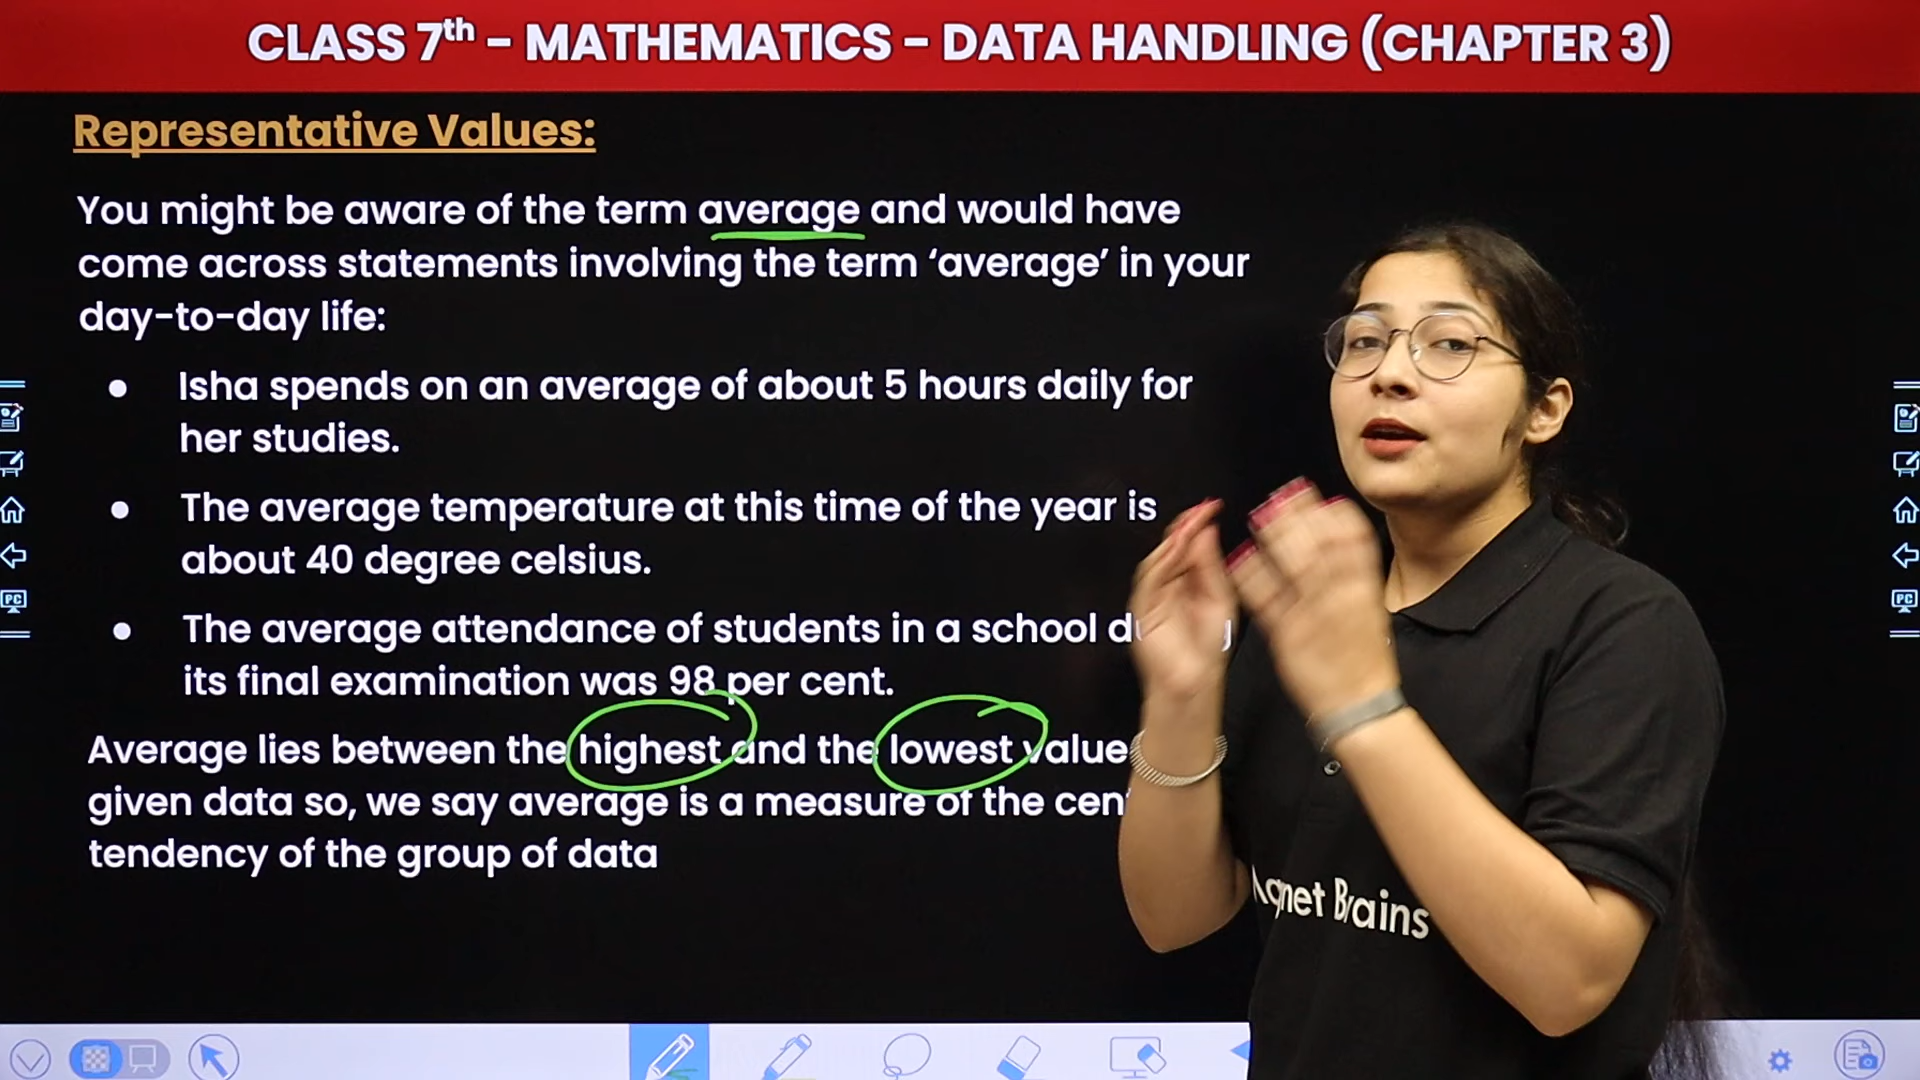 CLASS 7th - MATHEMATICS - DATA HANDLING (CHAPTER 3)
Representative Values:
You might be aware of the term average and would have
come across statements involving the term ‘average’ in your
day-to-day life:
● Isha spends on an average of about 5 hours daily for
her studies.
● The average temperature at this time of the year is
about 40 degree celsius.
● The average attendance of students in a school
its final examination was 98 per cent.
Average lies between the highest and the lowest value
given data so, we say average is a measure of the
tendency of the group of data
PC
PC
Brains